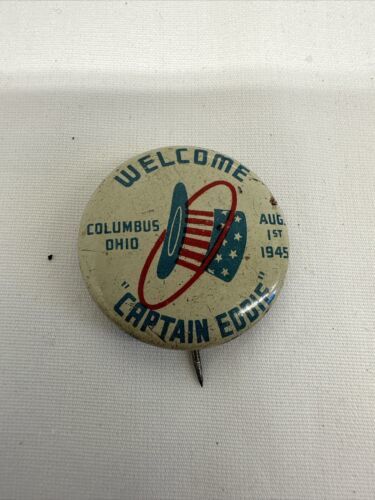 WELCOME
COLUMBUS
OHIO
AUG.
1ST
1945
"CAPTAIN EDDIE"